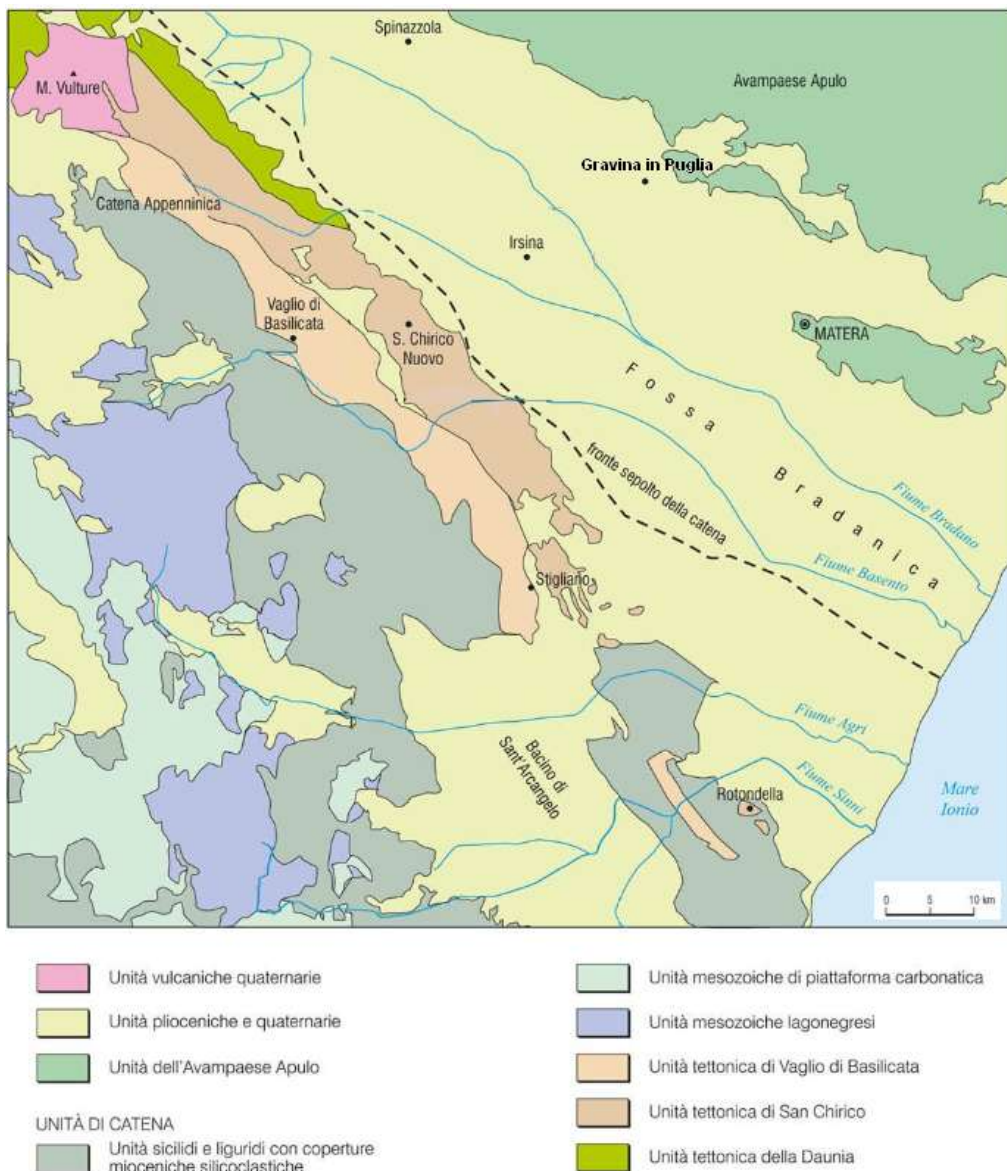 Spinazzola
M. Vulture
Avampaese Apulo
Gravina in Puglia
Catena Appenninica
Irsina
Vaglio di
Basilicata
S. Chirico
Nuovo
MATERA
Fossa
Bradanica
fronte sepolto della catena
Fiume Bradano
Fiume Basento
Stigliano
Fiume Agri
Bacino di
Sant'Arcangelo
Fiume Sinni
Rotondella
Mare
Ionio
0 5 10 km
Unità vulcaniche quaternarie
Unità plioceniche e quaternarie
Unità dell'Avampaese Apulo
UNITÀ DI CATENA
Unità sicilidi e liguridi con coperture
mioceniche silicoclastiche
Unità mesozoiche di piattaforma carbonatica
Unità mesozoiche lagonegresi
Unità tettonica di Vaglio di Basilicata
Unità tettonica di San Chirico
Unità tettonica della Daunia